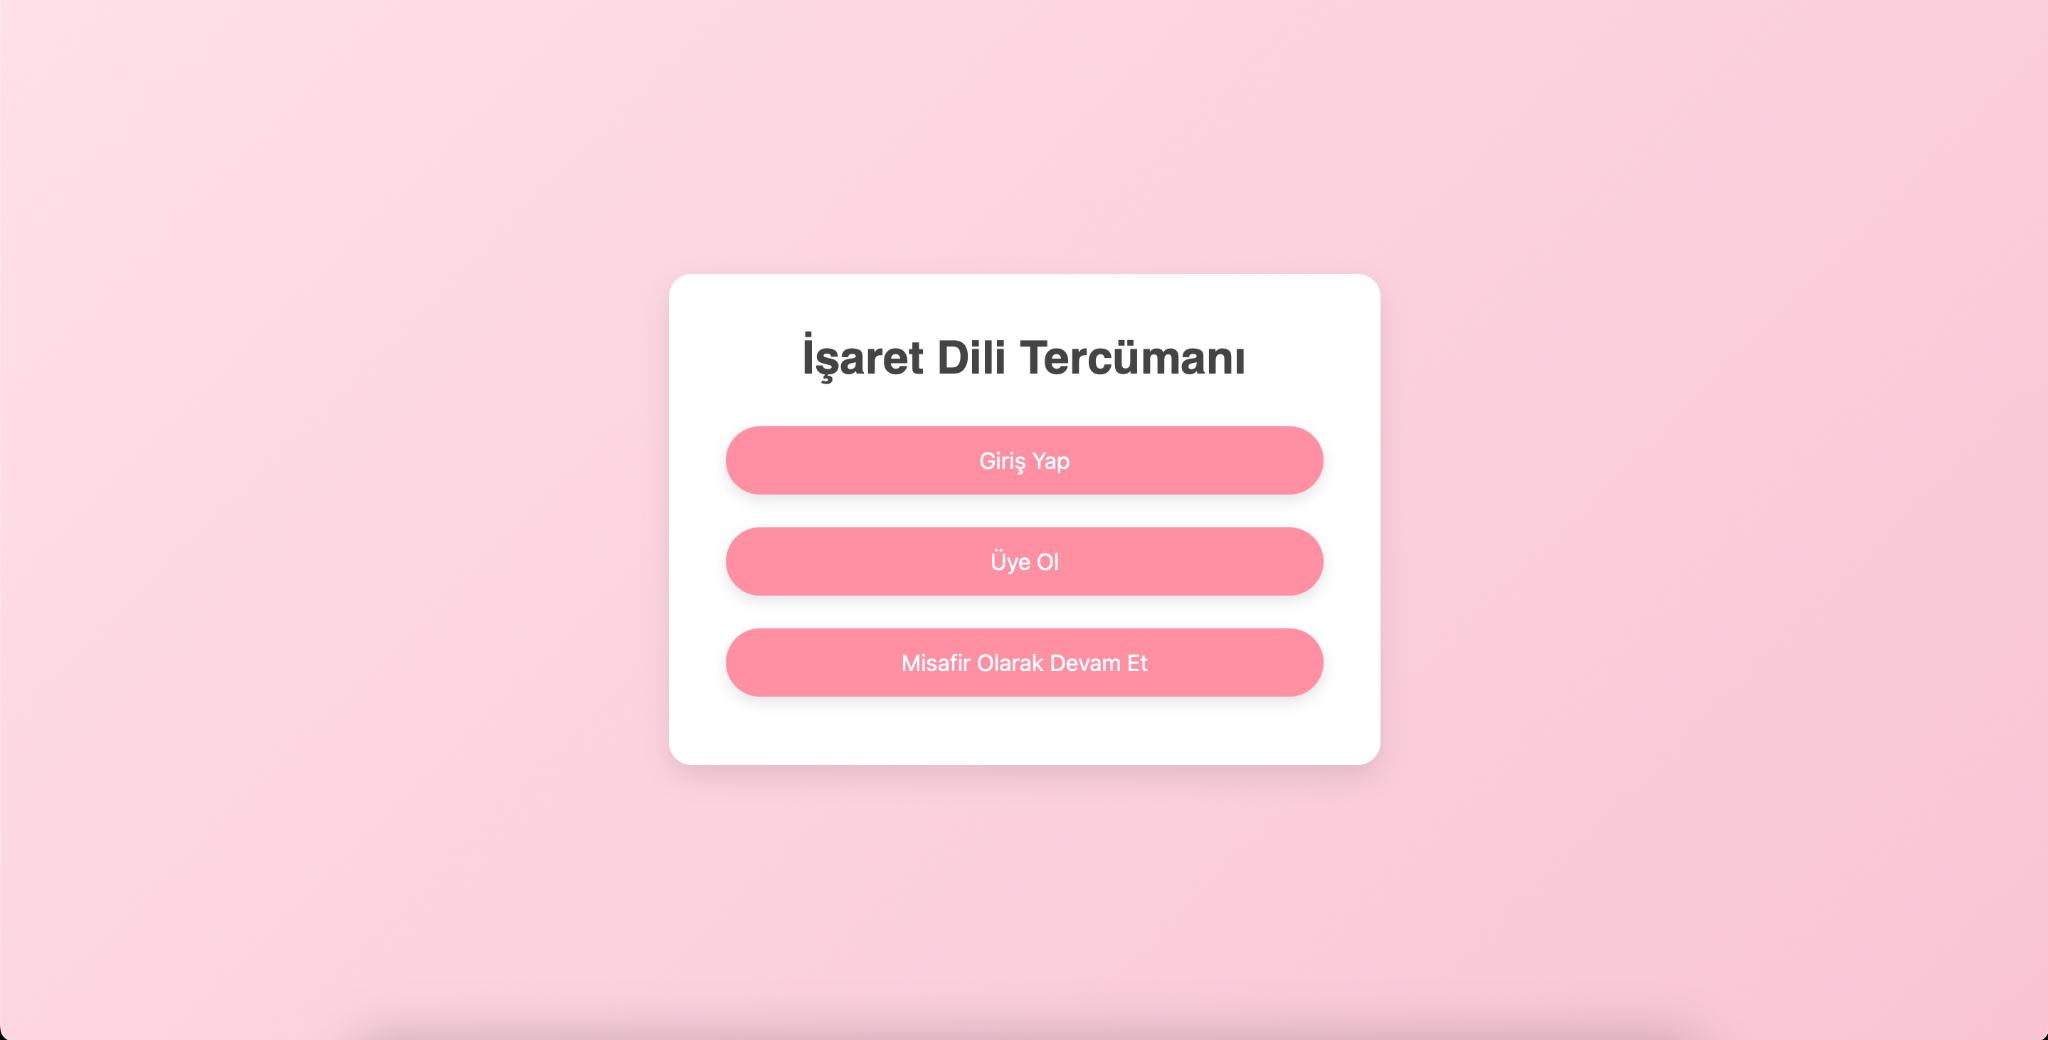 İşaret Dili Tercümanı
Giriş Yap
Üye Ol
Misafir Olarak Devam Et